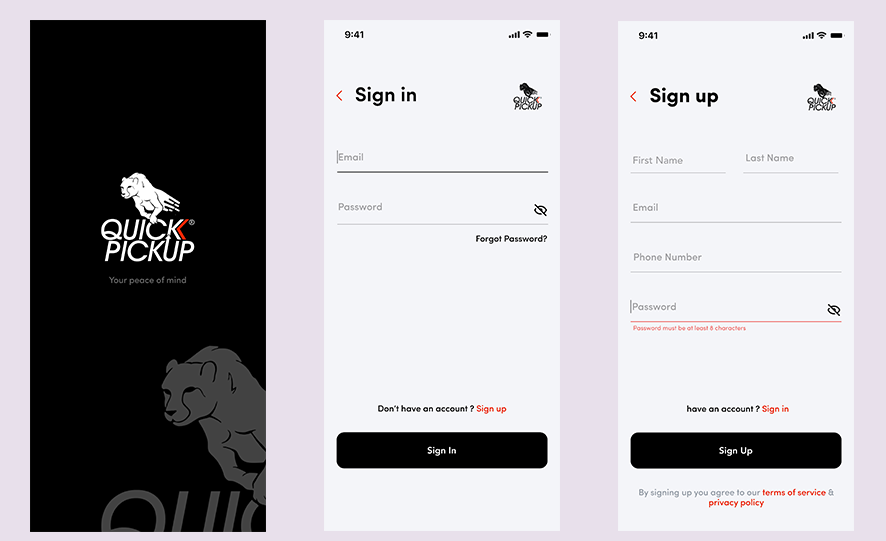 QUICK®
PICKUP
Your peace of mind
QUIC
9:41
Sign in
QUICK
PICKUP
Email
Password
Forgot Password?
Don't have an account ? Sign up
Sign In
9:41
Sign up
QUICK
PICKUP
First Name Last Name
Email
Phone Number
Password
Password must be at least 8 characters
have an account ? Sign in
Sign Up
By signing up you agree to our terms of service &
privacy policy